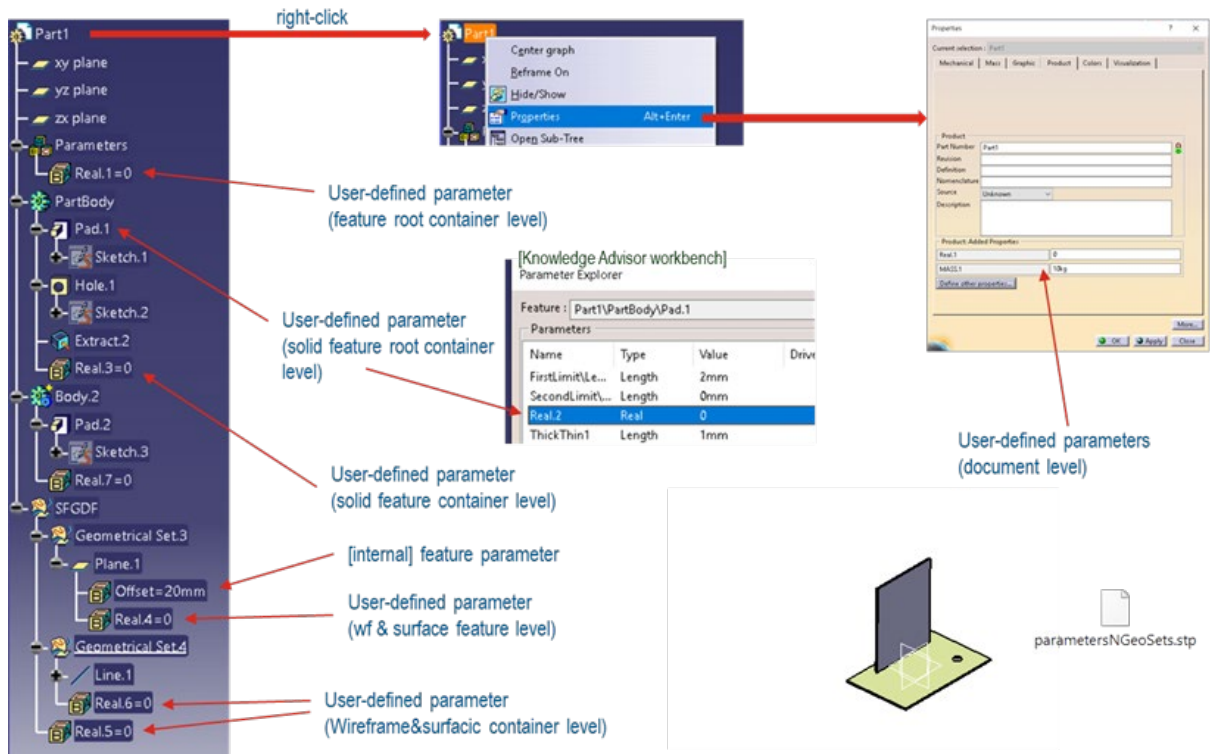 right-click
Part1
xy plane
yz plane
zx plane
Parameters
Real.1=0
PartBody
Pad.1
Sketch.1
Hole.1
Sketch.2
Extract.2
Real.3=0
Body.2
Pad.2
Sketch.3
Real.7=0
SFGDF
Geometrical Set.3
Plane.1
Offset=20mm
Real.4=0
Geometrical Set.4
Line.1
Real.6=0
Real.5=0
Part1
Center graph
Reframe On
Hide/Show
Properties Alt+Enter
Open Sub-Tree
User-defined parameter
(feature root container level)
User-defined parameter
(solid feature root container
level)
User-defined parameter
(solid feature container level)
[internal] feature parameter
User-defined parameter
(wf & surface feature level)
User-defined parameter
(Wireframe&surfacic container level)
[Knowledge Advisor workbench]
Parameter Explorer
Feature : Part1\PartBody\Pad.1
Parameters
Name Type Value Drive
FirstLimit\Le... Length 2mm
SecondLimit\... Length 0mm
Real.2 Real 0
ThickThin1 Length 1mm
Properties ? X
Current selection : Part1
Mechanical Mass Graphic Product Colors Visualization
Product
Part Number Part1
Revision
Definition
Nomenclature
Source Unknown
Description
Product: Added Properties
Real.1 0
MASS.1 10kg
Define other properties...
More...
OK Apply Close
User-defined parameters
(document level)
parametersNGeoSets.stp